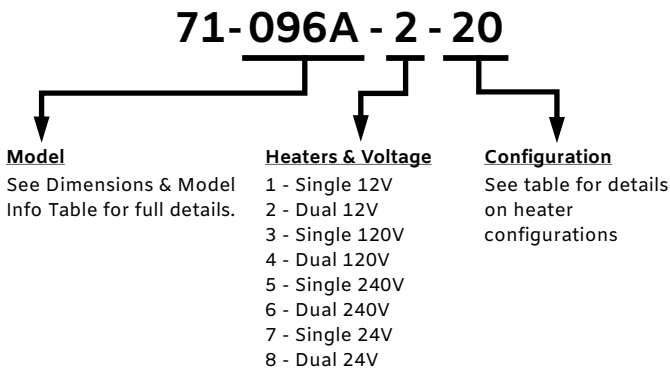 71-096A - 2 - 20
Model
See Dimensions & Model
Info Table for full details.
Heaters & Voltage
1 - Single 12V
2 - Dual 12V
3 - Single 120V
4 - Dual 120V
5 - Single 240V
6 - Dual 240V
7 - Single 24V
8 - Dual 24V
Configuration
See table for details
on heater
configurations